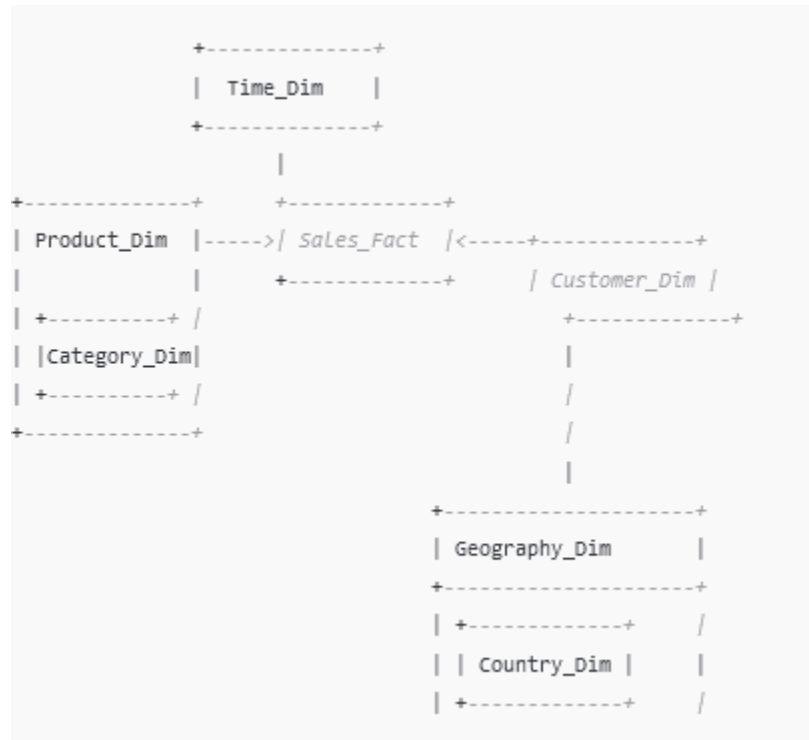 +--------------+
|  Time_Dim    |
+--------------+
|
+--------------+      +-------------+
| Product_Dim  |----->| Sales_Fact  |<-----+-------------+
|              |      +-------------+      | Customer_Dim |
| +----------+ |                              +-------------+
| |Category_Dim|                              |
| +----------+ |                              |
+--------------+                              |
|
+---------------------+
| Geography_Dim       |
+---------------------+
| +-------------+     |
| | Country_Dim |     |
| +-------------+     |